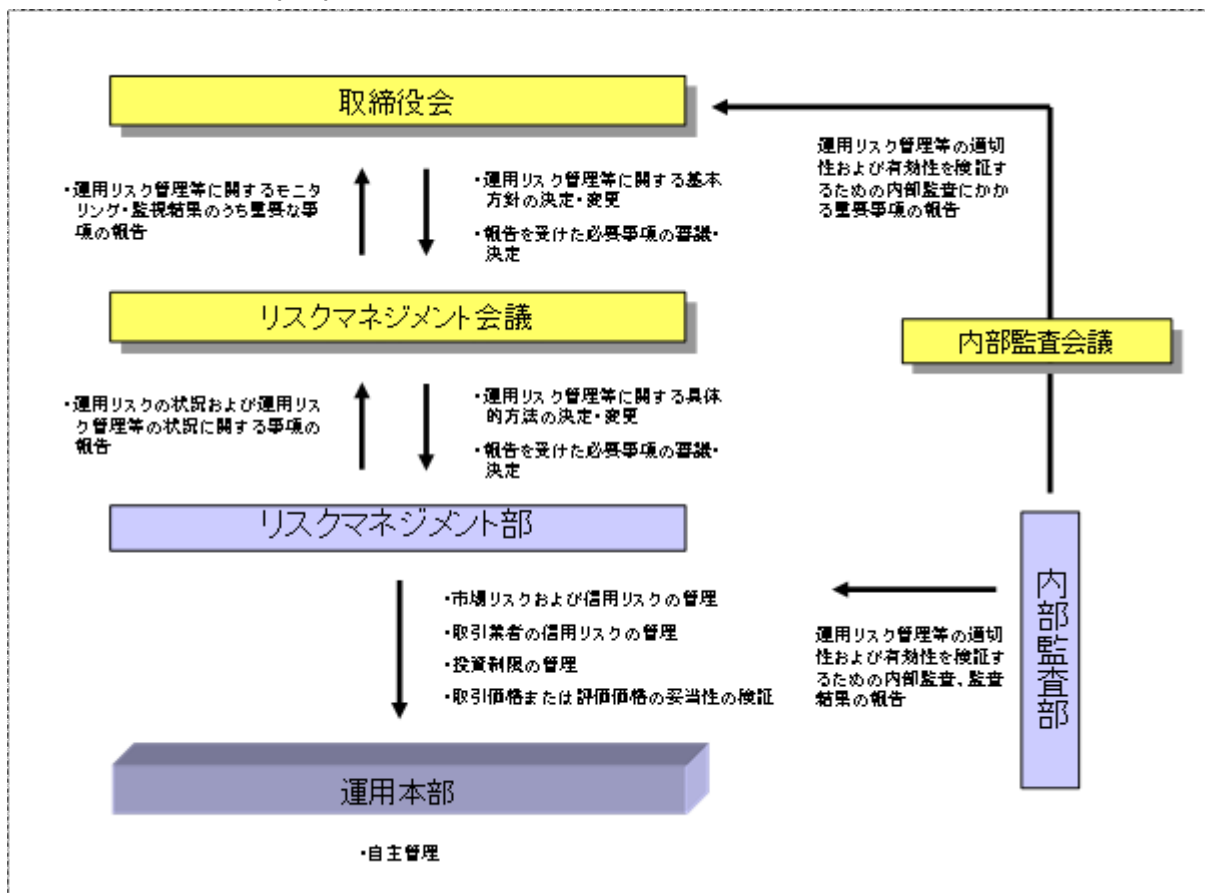 取締役会
・運用リスク管理等に関するモニ
タリング・監視結果のうち重要な事
項の報告
・運用リスク管理等に関する基本
方針の決定・変更
・報告を受けた必要事項の審議・
決定
運用リスク管理等の適切
性および有効性を検証す
るための内部監査にかか
る重要事項の報告
リスクマネジメント会議
内部監査会議
・運用リスクの状況および運用リス
ク管理等の状況に関する事項の
報告
・運用リスク管理等に関する具体
的方法の決定・変更
・報告を受けた必要事項の審議・
決定
リスクマネジメント部
内部監査部
・市場リスクおよび信用リスクの管理
・取引業者の信用リスクの管理
・投資制限の管理
・取引価格または評価価格の妥当性の検証
運用リスク管理等の適切
性および有効性を検証す
るための内部監査、監査
結果の報告
運用本部
・自主管理